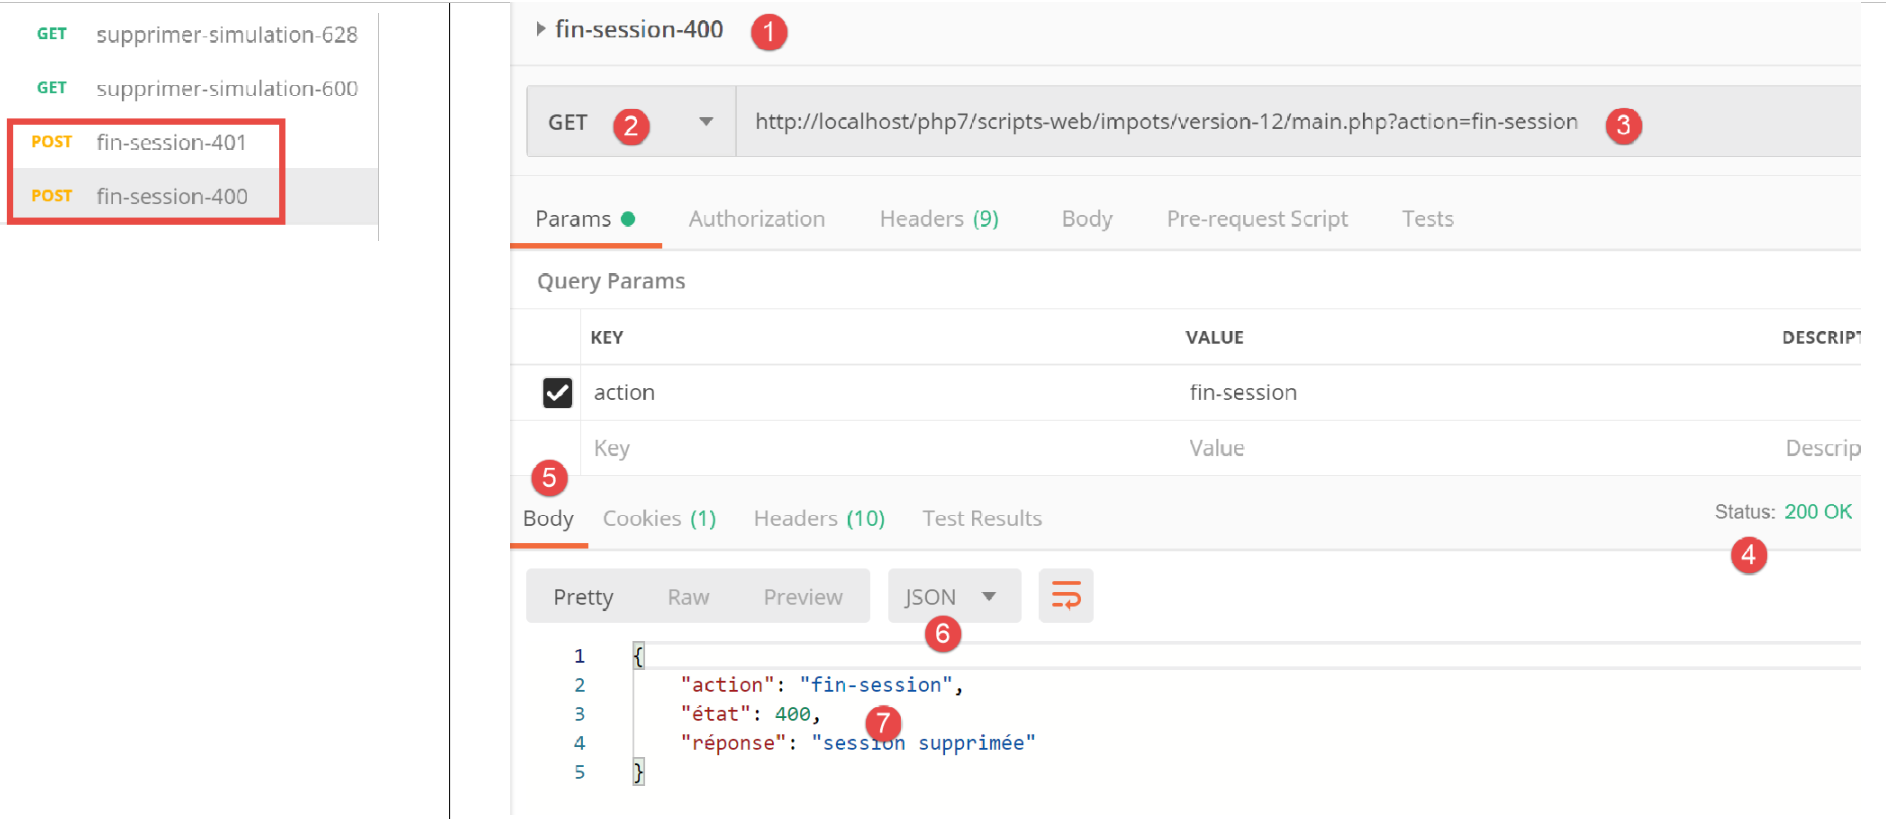 GET supprimer-simulation-628
GET supprimer-simulation-600
POST fin-session-401
POST fin-session-400
fin-session-400 1
GET 2 http://localhost/php7/scripts-web/impots/version-12/main.php?action=fin-session 3
Params Authorization Headers (9) Body Pre-request Script Tests
Query Params
KEY VALUE DESCRIPT
action fin-session
Key Value Descrip
5
Body Cookies (1) Headers (10) Test Results Status: 200 OK
4
Pretty Raw Preview JSON
6
1 {
2 "action": "fin-session",
3 "état": 400,
7
4 "réponse": "session supprimée"
5 }